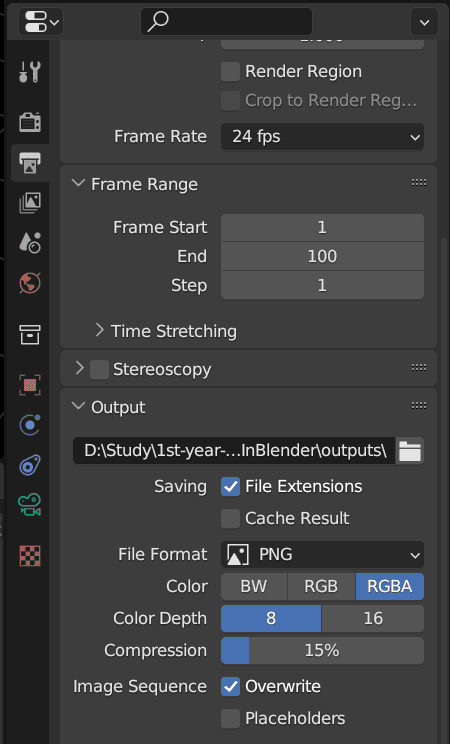 Render Region
Crop to Render Reg...
Frame Rate 24 fps
Frame Range
Frame Start 1
End 100
Step 1
Time Stretching
Stereoscopy
Output
D:\Study\1st-year-...InBlender\outputs\
Saving File Extensions
Cache Result
File Format PNG
Color BW RGB RGBA
Color Depth 8 16
Compression 15%
Image Sequence Overwrite
Placeholders